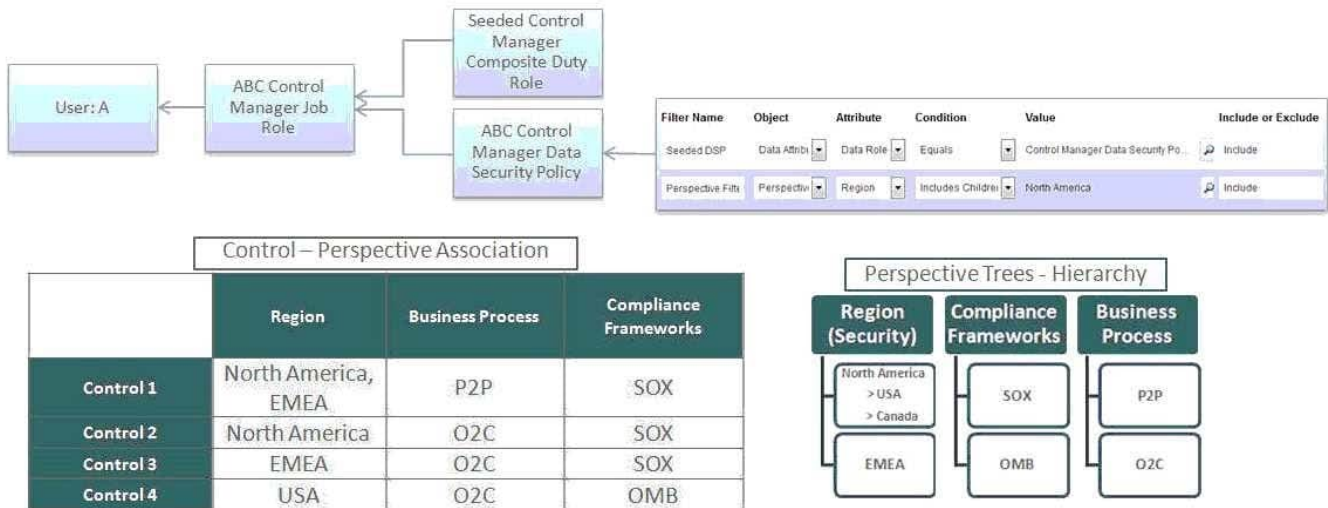 Seeded Control
Manager
Composite Duty
Role
User: A
ABC Control
Manager Job
Role
ABC Control
Manager Data
Security Policy
Filter Name Object Attribute Condition Value Include or Exclude
Seeded DSP Data Attribu Data Role Equals Control Manager Data Security Po... Include
Perspective Filte Perspective Region Includes Children North America Include
Control – Perspective Association
Region Business Process Compliance Frameworks
Control 1 North America, EMEA P2P SOX
Control 2 North America O2C SOX
Control 3 EMEA O2C SOX
Control 4 USA O2C OMB
Perspective Trees - Hierarchy
Region (Security) Compliance Frameworks Business Process
North America
> USA
> Canada
SOX
P2P
EMEA
OMB
O2C